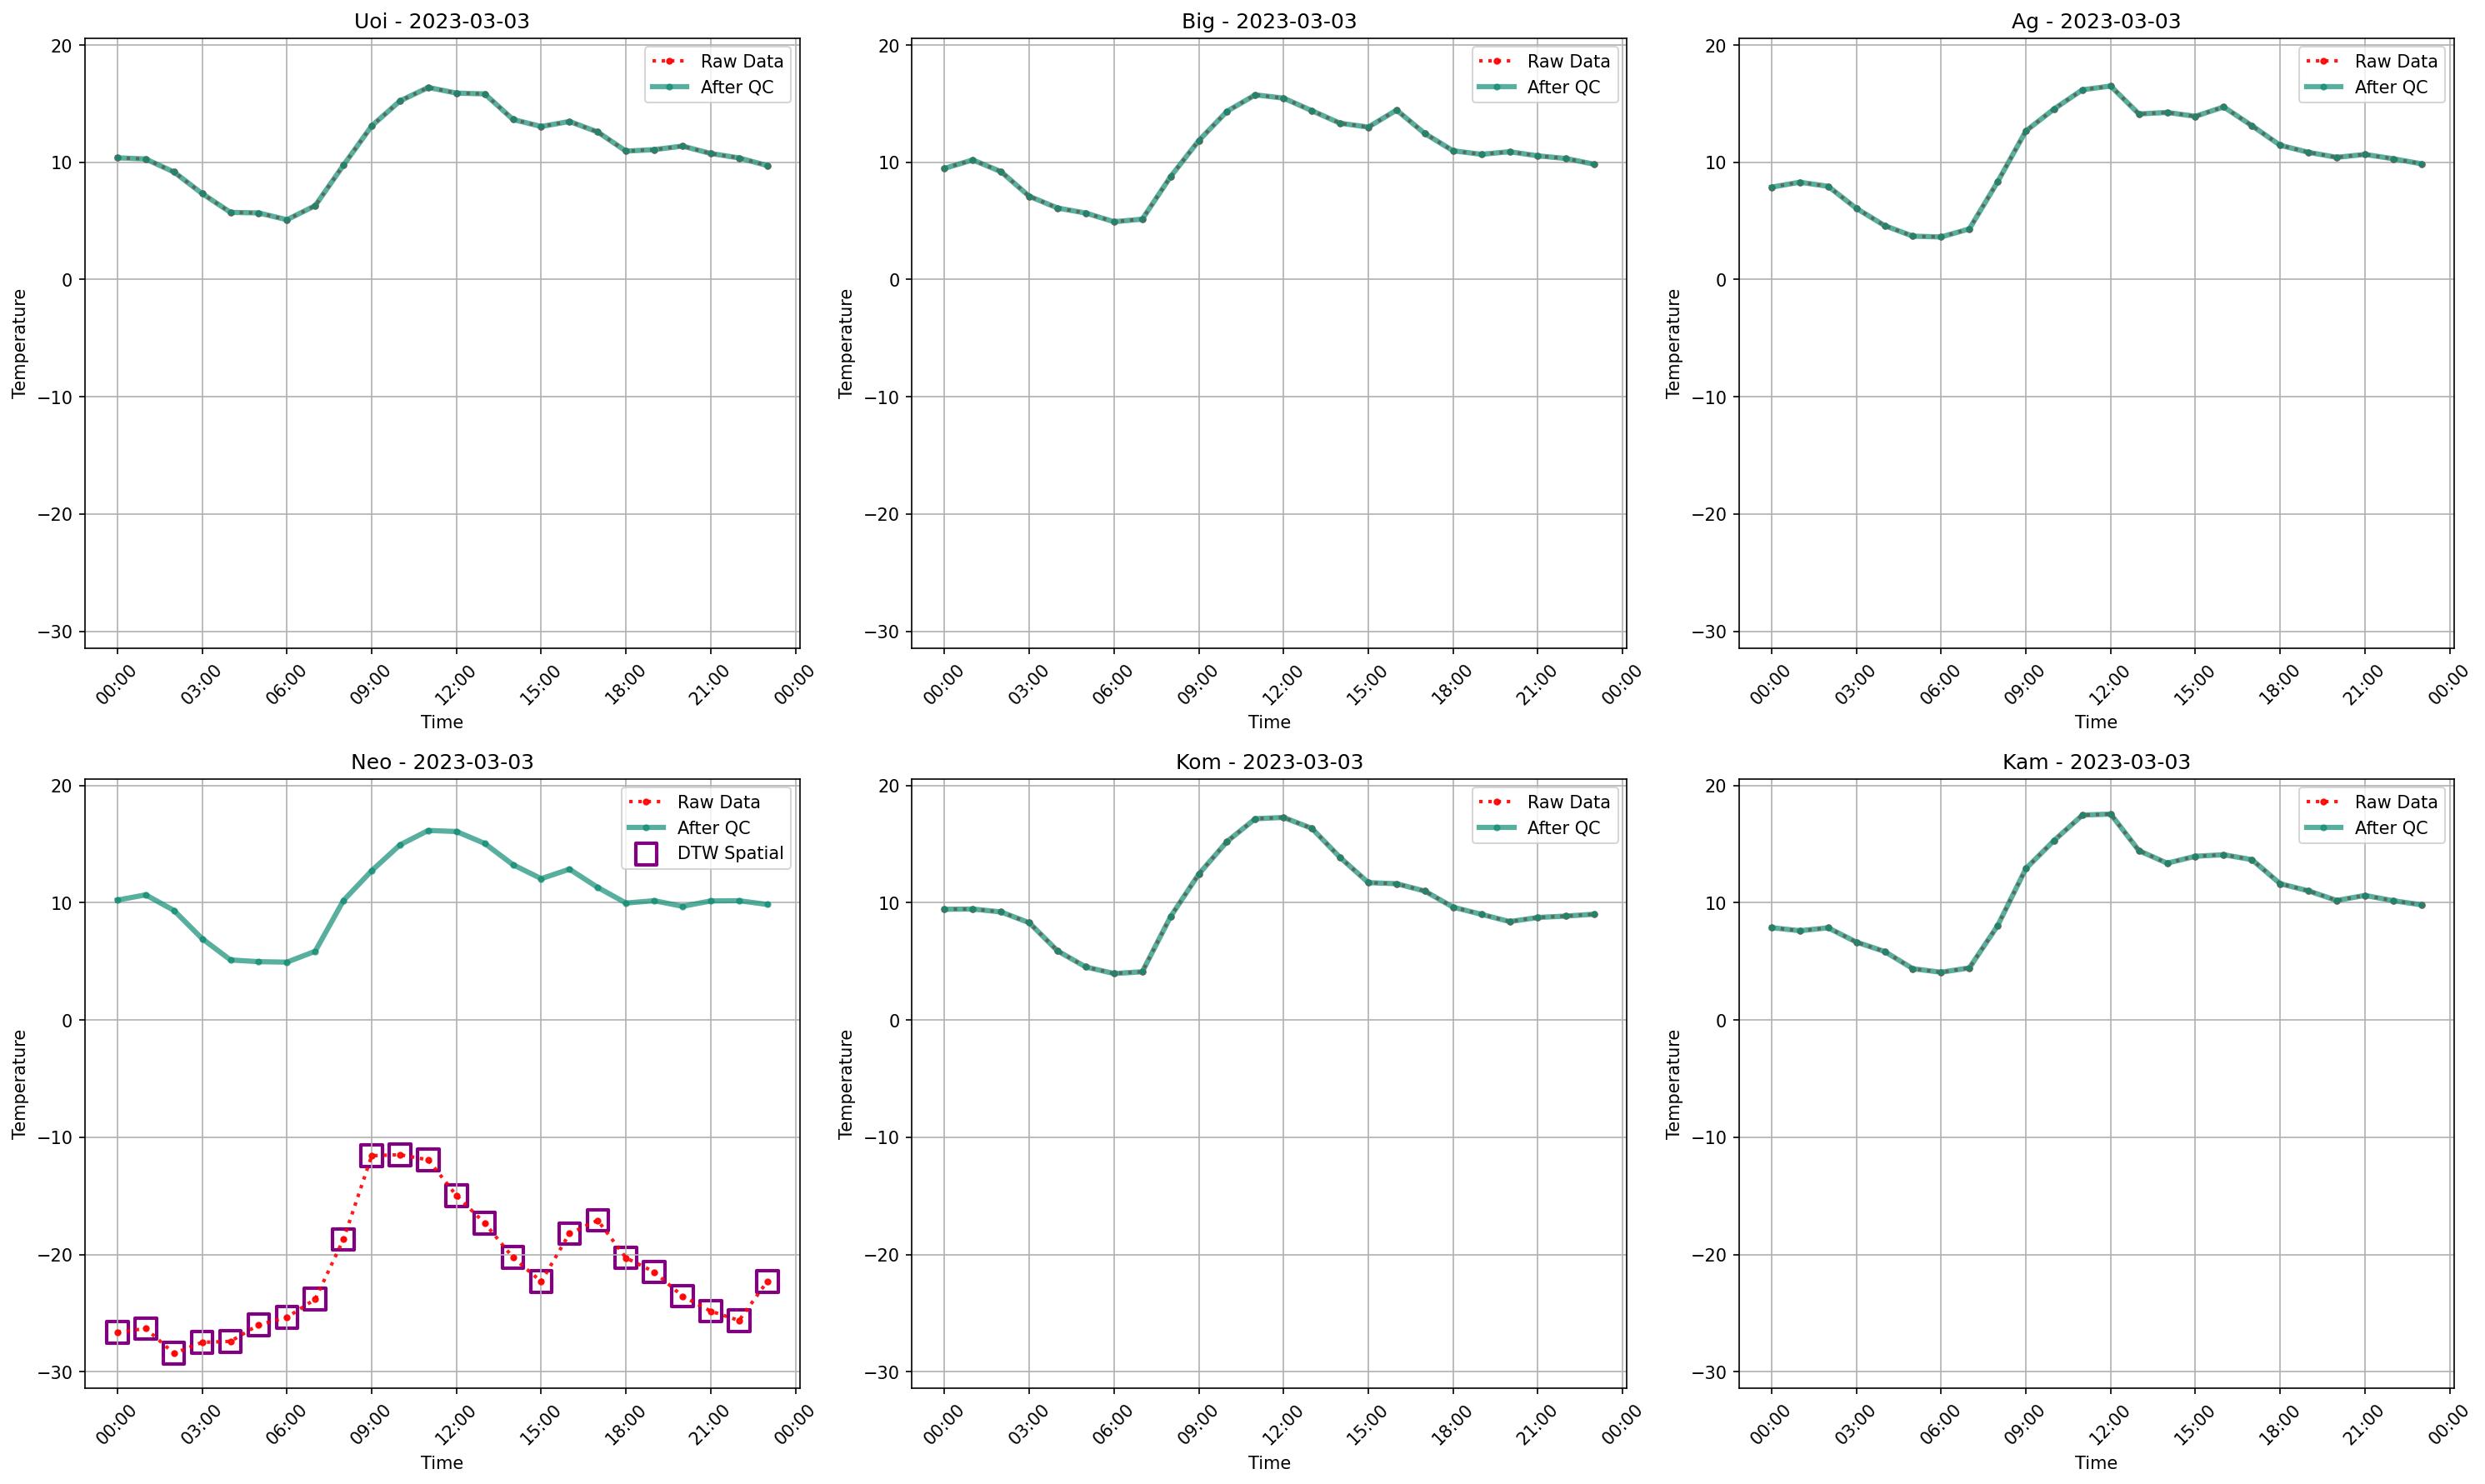 Uoi - 2023-03-03
Temperature
20
10
0
−10
−20
−30
Raw Data
After QC
00:00 03:00 06:00 09:00 12:00 15:00 18:00 21:00 00:00
Time
Big - 2023-03-03
Temperature
20
10
0
−10
−20
−30
Raw Data
After QC
00:00 03:00 06:00 09:00 12:00 15:00 18:00 21:00 00:00
Time
Ag - 2023-03-03
Temperature
20
10
0
−10
−20
−30
Raw Data
After QC
00:00 03:00 06:00 09:00 12:00 15:00 18:00 21:00 00:00
Time
Neo - 2023-03-03
Temperature
20
10
0
−10
−20
−30
Raw Data
After QC
DTW Spatial
00:00 03:00 06:00 09:00 12:00 15:00 18:00 21:00 00:00
Time
Kom - 2023-03-03
Temperature
20
10
0
−10
−20
−30
Raw Data
After QC
00:00 03:00 06:00 09:00 12:00 15:00 18:00 21:00 00:00
Time
Kam - 2023-03-03
Temperature
20
10
0
−10
−20
−30
Raw Data
After QC
00:00 03:00 06:00 09:00 12:00 15:00 18:00 21:00 00:00
Time